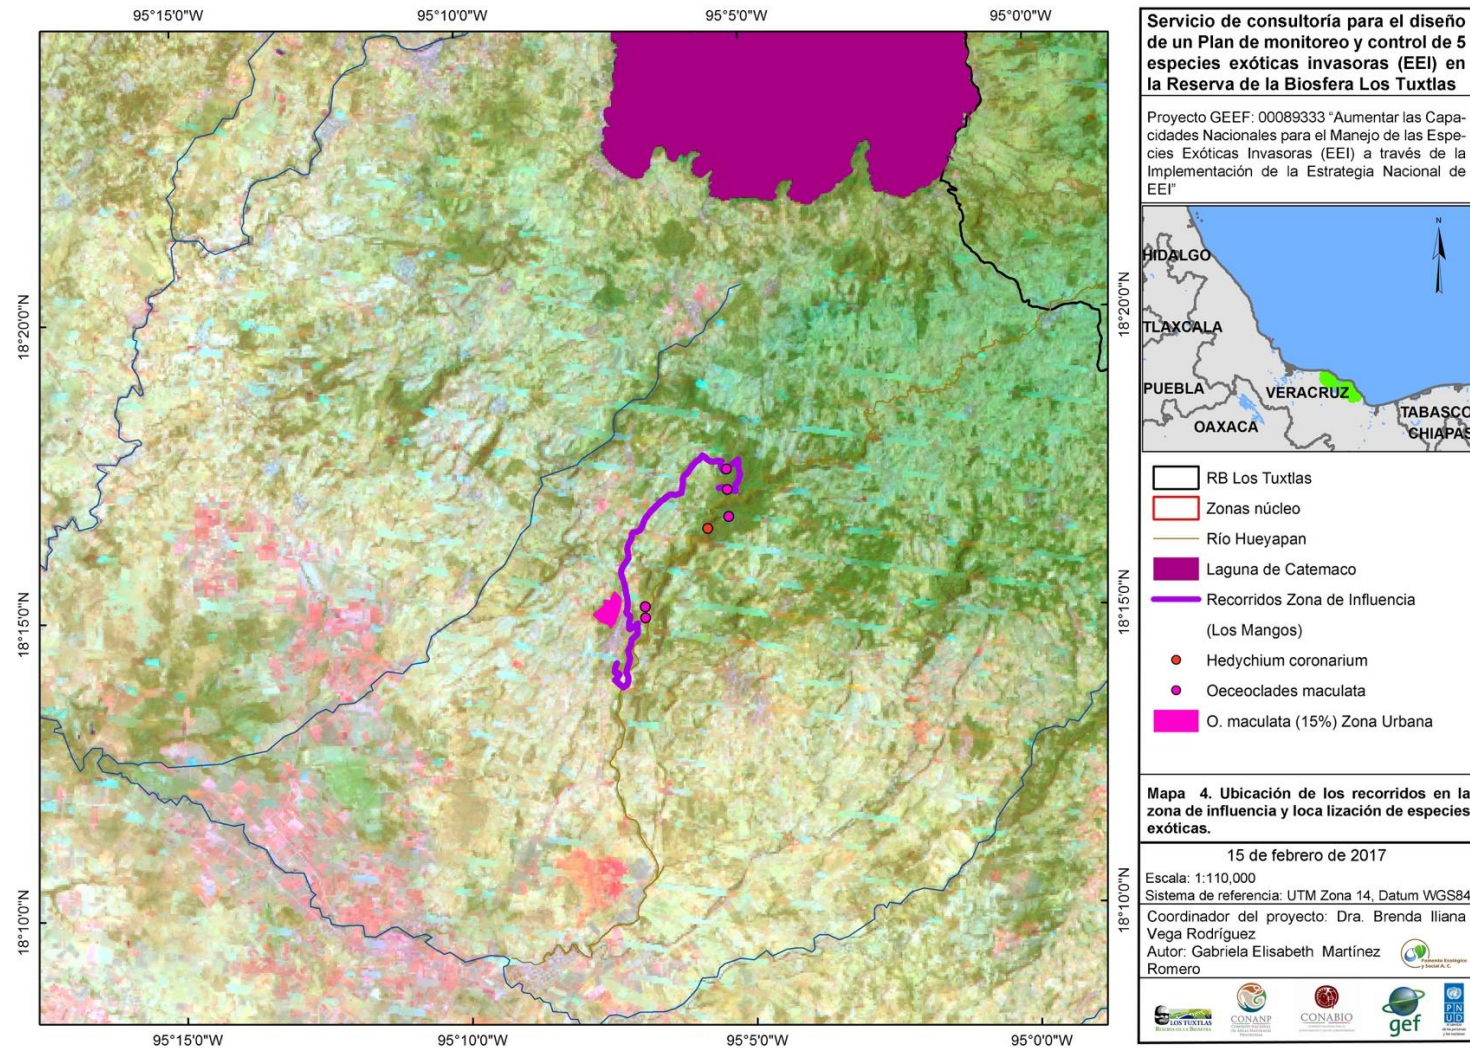 95°15'0"W 95°10'0"W 95°5'0"W 95°0'0"W
18°20'0"N
18°15'0"N
18°10'0"N
18°20'0"N
18°15'0"N
18°10'0"N
95°15'0"W 95°10'0"W 95°5'0"W 95°0'0"W
Servicio de consultoría para el diseño
de un Plan de monitoreo y control de 5
especies exóticas invasoras (EEI) en
la Reserva de la Biosfera Los Tuxtlas
Proyecto GEEF: 00089333 “Aumentar las Capa-
cidades Nacionales para el Manejo de las Espe-
cies Exóticas Invasoras (EEI) a través de la
Implementación de la Estrategia Nacional de
EEI”
N
HIDALGO
TLAXCALA
PUEBLA
VERACRUZ
OAXACA
TABASCO
CHIAPAS
RB Los Tuxtlas
Zonas núcleo
Río Hueyapan
Laguna de Catemaco
Recorridos Zona de Influencia
(Los Mangos)
Hedychium coronarium
Oeceoclades maculata
O. maculata (15%) Zona Urbana
Mapa 4. Ubicación de los recorridos en la
zona de influencia y loca lización de especies
exóticas.
15 de febrero de 2017
Escala: 1:110,000
Sistema de referencia: UTM Zona 14, Datum WGS84
Coordinador del proyecto: Dra. Brenda Iliana
Vega Rodríguez
Autor: Gabriela Elisabeth Martínez
Romero
Fomento Ecológico
y Social A. C.
LOS TUXTLAS
RESERVA DE LA BIOSFERA
CONANP
CONABIO
gef
PNUD